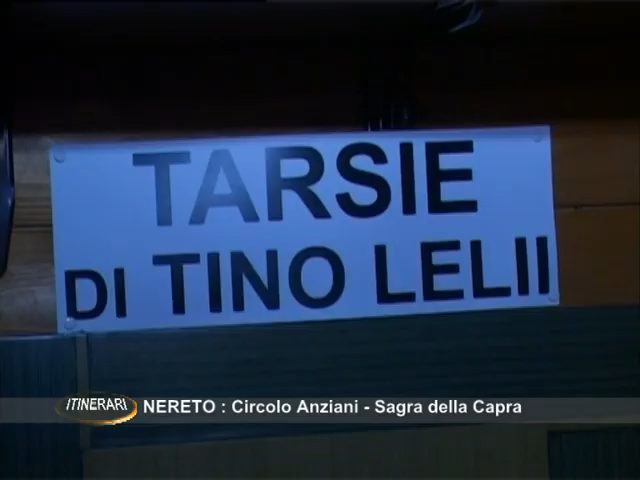 TARSIE
DI TINO LELII
ITINERARI NERETO : Circolo Anziani - Sagra della Capra